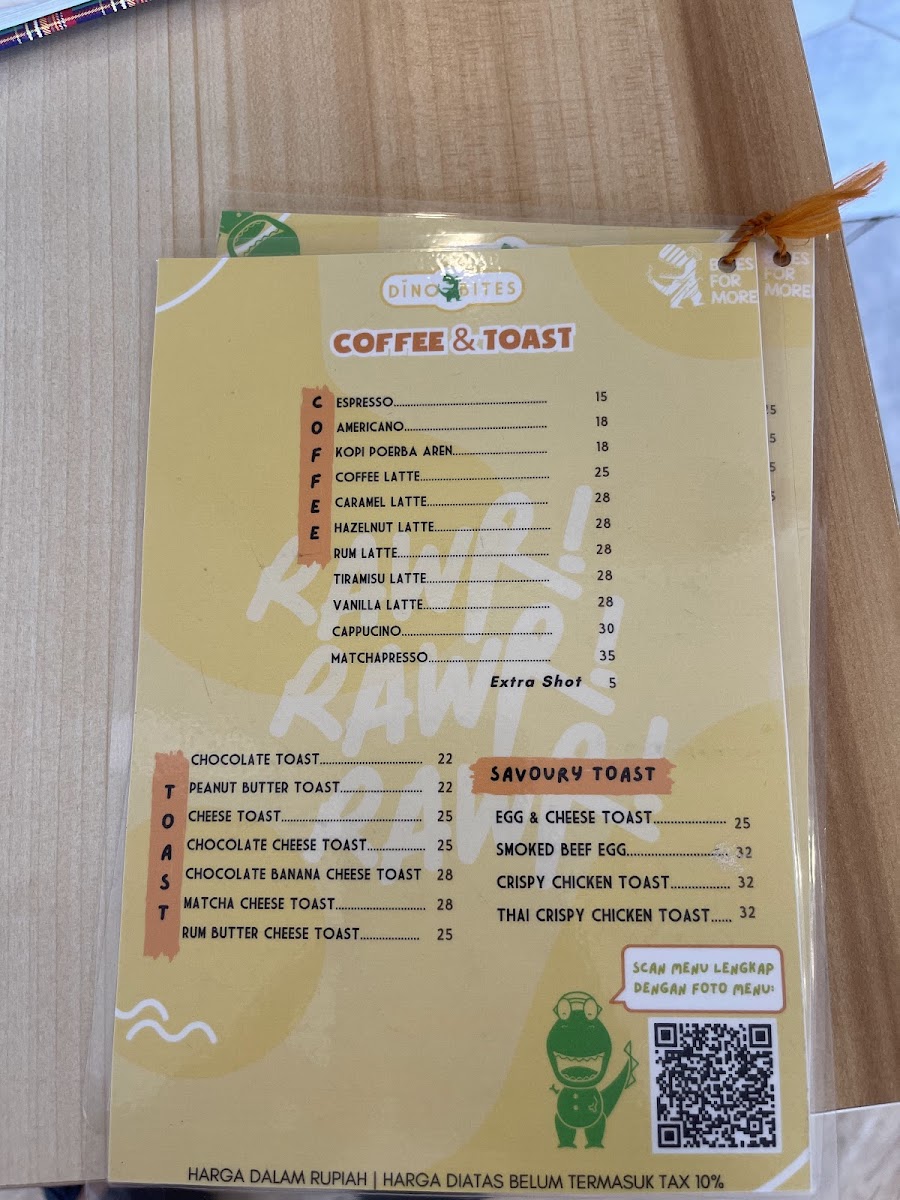 DÏNO BITES
BITES FOR MORE
COFFEE & TOAST
COFFEE
ESPRESSO 15
AMERICANO 18
KOPI POERBA AREN 18
COFFEE LATTE 25
CARAMEL LATTE 28
HAZELNUT LATTE 28
RUM LATTE 28
TIRAMISU LATTE 28
VANILLA LATTE 28
CAPPUCINO 30
MATCHAPRESSO 35
Extra Shot 5
RAWR!
RAWR!
RAWR!
TOAST
CHOCOLATE TOAST 22
PEANUT BUTTER TOAST 22
CHEESE TOAST 25
CHOCOLATE CHEESE TOAST 25
CHOCOLATE BANANA CHEESE TOAST 28
MATCHA CHEESE TOAST 28
RUM BUTTER CHEESE TOAST 25
SAVOURY TOAST
EGG & CHEESE TOAST 25
SMOKED BEEF EGG 32
CRISPY CHICKEN TOAST 32
THAI CRISPY CHICKEN TOAST 32
SCAN MENU LENGKAP
DENGAN FOTO MENU:
HARGA DALAM RUPIAH | HARGA DIATAS BELUM TERMASUK TAX 10%